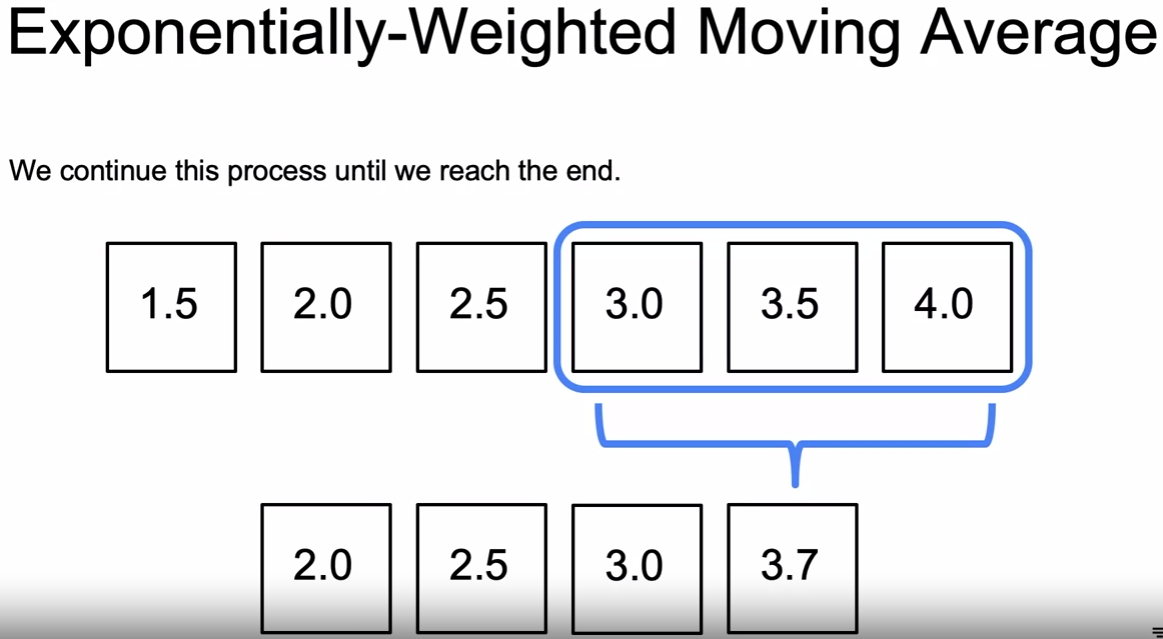 Exponentially-Weighted Moving Average
We continue this process until we reach the end.
1.5 2.0 2.5 3.0 3.5 4.0
2.0 2.5 3.0 3.7